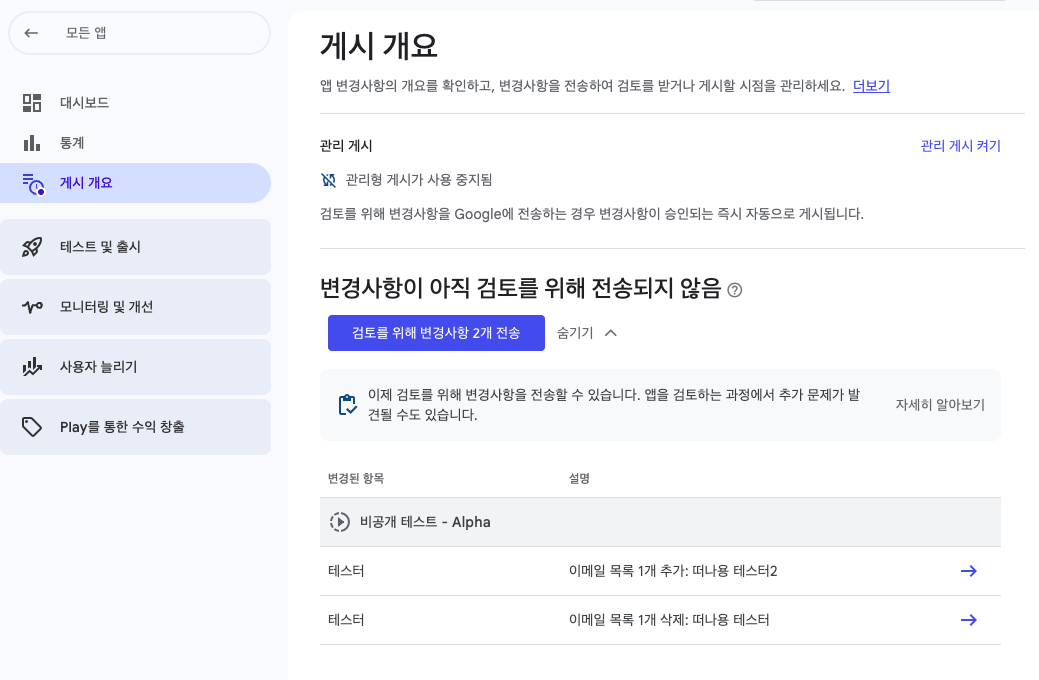 모든 앱
대시보드
통계
게시 개요
테스트 및 출시
모니터링 및 개선
사용자 늘리기
Play를 통한 수익 창출
게시 개요
앱 변경사항의 개요를 확인하고, 변경사항을 전송하여 검토를 받거나 게시할 시점을 관리하세요. 더보기
관리 게시
관리 게시 켜기
관리형 게시가 사용 중지됨
검토를 위해 변경사항을 Google에 전송하는 경우 변경사항이 승인되는 즉시 자동으로 게시됩니다.
변경사항이 아직 검토를 위해 전송되지 않음
검토를 위해 변경사항 2개 전송
숨기기
이제 검토를 위해 변경사항을 전송할 수 있습니다. 앱을 검토하는 과정에서 추가 문제가 발
견될 수도 있습니다.
자세히 알아보기
변경된 항목
설명
비공개 테스트 - Alpha
테스터
이메일 목록 1개 추가: 떠나용 테스터2
테스터
이메일 목록 1개 삭제: 떠나용 테스터